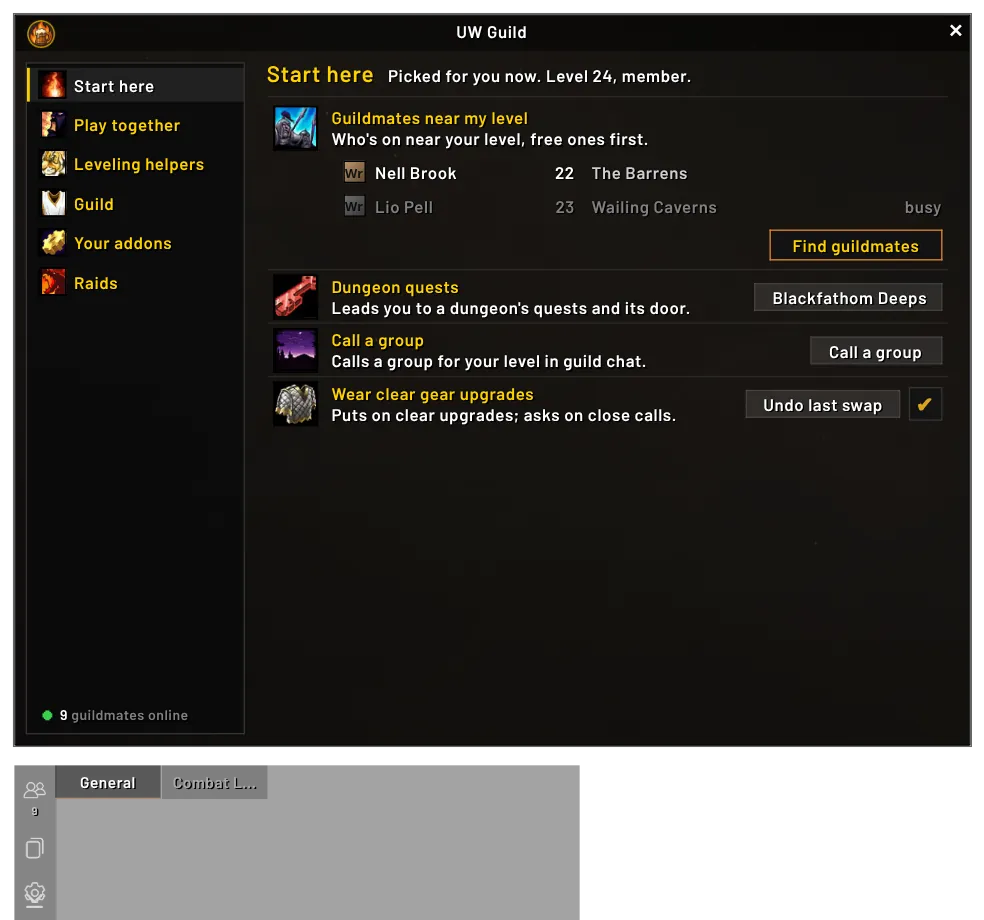 UW Guild
Start here
Play together
Leveling helpers
Guild
Your addons
Raids
9 guildmates online
Start here Picked for you now. Level 24, member.
Guildmates near my level
Who's on near your level, free ones first.
Wr Nell Brook 22 The Barrens
Wr Lio Pell 23 Wailing Caverns busy
Find guildmates
Dungeon quests
Leads you to a dungeon's quests and its door.
Blackfathom Deeps
Call a group
Calls a group for your level in guild chat.
Call a group
Wear clear gear upgrades
Puts on clear upgrades; asks on close calls.
Undo last swap
General Combat L...
9